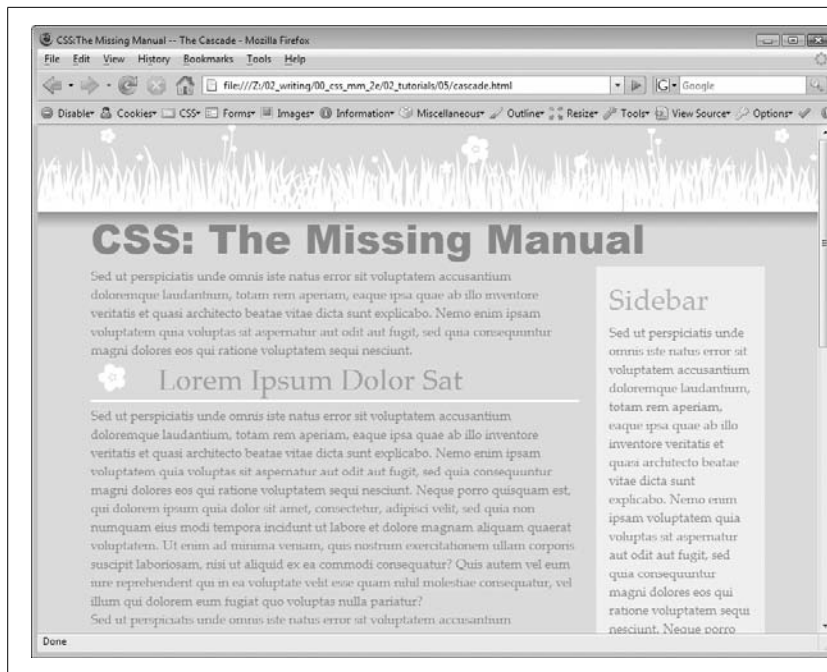 CSS:The Missing Manual -- The Cascade - Mozilla Firefox
File Edit View History Bookmarks Tools Help
file:///Z:/02_writing/00_css_mm_2e/02_tutorials/05/cascade.html
Google
Disable Cookies CSS Forms Images Information Miscellaneous Outline Resize Tools View Source Options
CSS: The Missing Manual
Sed ut perspiciatis unde omnis iste natus error sit voluptatem accusantium
doloremque laudantium, totam rem aperiam, eaque ipsa quae ab illo inventore
veritatis et quasi architecto beatae vitae dicta sunt explicabo. Nemo enim ipsam
voluptatem quia voluptas sit aspernatur aut odit aut fugit, sed quia consequuntur
magni dolores eos qui ratione voluptatem sequi nesciunt.
Lorem Ipsum Dolor Sat
Sed ut perspiciatis unde omnis iste natus error sit voluptatem accusantium
doloremque laudantium, totam rem aperiam, eaque ipsa quae ab illo inventore
veritatis et quasi architecto beatae vitae dicta sunt explicabo. Nemo enim ipsam
voluptatem quia voluptas sit aspernatur aut odit aut fugit, sed quia consequuntur
magni dolores eos qui ratione voluptatem sequi nesciunt. Neque porro quisquam est,
qui dolorem ipsum quia dolor sit amet, consectetur, adipisci velit, sed quia non
numquam eius modi tempora incidunt ut labore et dolore magnam aliquam quaerat
voluptatem. Ut enim ad minima veniam, quis nostrum exercitationem ullam corporis
suscipit laboriosam, nisi ut aliquid ex ea commodi consequatur? Quis autem vel eum
iure reprehenderit qui in ea voluptate velit esse quam nihil molestiae consequatur, vel
illum qui dolorem eum fugiat quo voluptas nulla pariatur?
Sed ut perspiciatis unde omnis iste natus error sit voluptatem accusantium
Sidebar
Sed ut perspiciatis unde
omnis iste natus error sit
voluptatem accusantium
doloremque laudantium,
totam rem aperiam,
eaque ipsa quae ab illo
inventore veritatis et
quasi architecto beatae
vitae dicta sunt
explicabo. Nemo enim
ipsam voluptatem quia
voluptas sit aspernatur
aut odit aut fugit, sed
quia consequuntur
magni dolores eos qui
ratione voluptatem sequi
nesciunt. Neque porro
Done